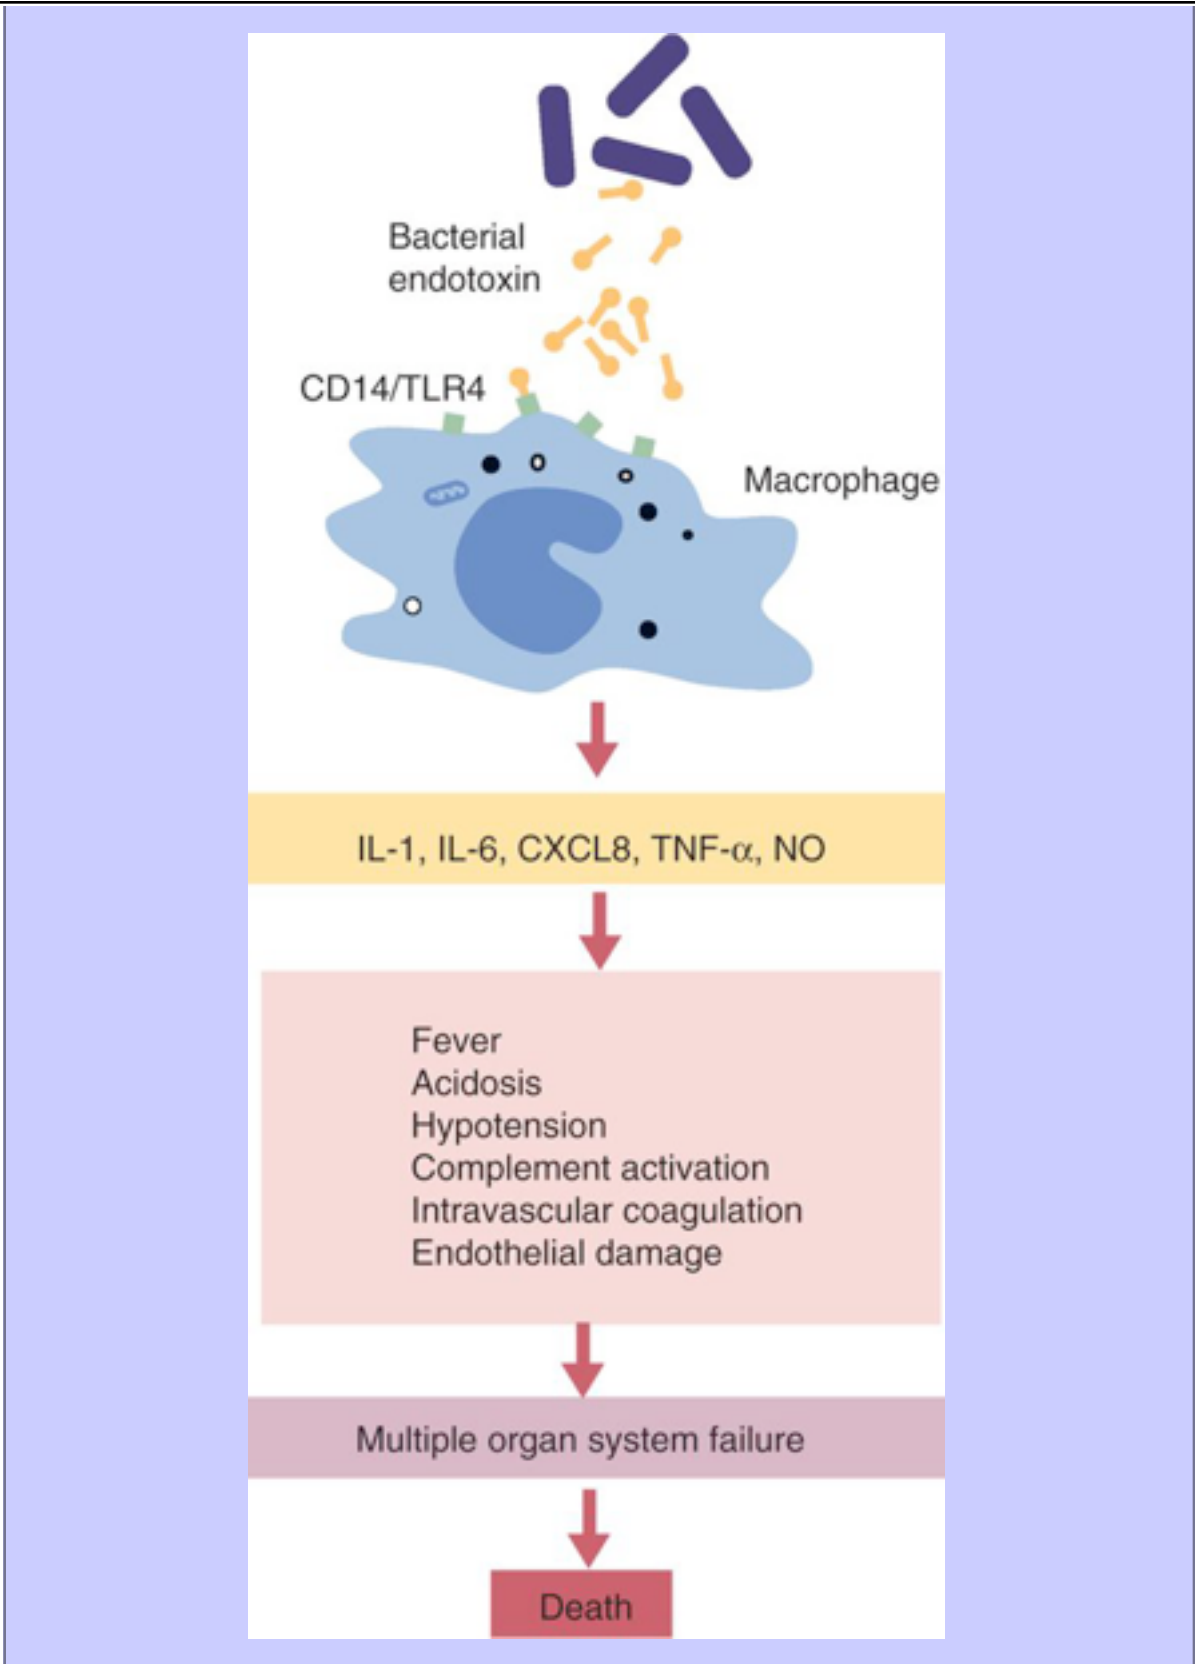 Bacterial
endotoxin
CD14/TLR4
Macrophage
IL-1, IL-6, CXCL8, TNF-α, NO
Fever
Acidosis
Hypotension
Complement activation
Intravascular coagulation
Endothelial damage
Multiple organ system failure
Death